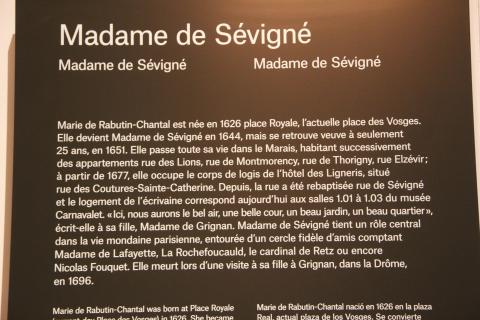 Madame de Sévigné
Madame de Sévigné Madame de Sévigné
Marie de Rabutin-Chantal est née en 1626 place Royale, l'actuelle place des Vosges.
Elle devient Madame de Sévigné en 1644, mais se retrouve veuve à seulement
25 ans, en 1651. Elle passe toute sa vie dans le Marais, habitant successivement
des appartements rue des Lions, rue de Montmorency, rue de Thorigny, rue Elzévir ;
à partir de 1677, elle occupe le corps de logis de l'hôtel des Ligneris, situé
rue des Coutures-Sainte-Catherine. Depuis, la rue a été rebaptisée rue de Sévigné
et le logement de l'écrivaine correspond aujourd'hui aux salles 1.01 à 1.03 du musée
Carnavalet. « Ici, nous aurons le bel air, une belle cour, un beau jardin, un beau quartier »,
écrit-elle à sa fille, Madame de Grignan. Madame de Sévigné tient un rôle central
dans la vie mondaine parisienne, entourée d'un cercle fidèle d'amis comptant
Madame de Lafayette, La Rochefoucauld, le cardinal de Retz ou encore
Nicolas Fouquet. Elle meurt lors d'une visite à sa fille à Grignan, dans la Drôme,
en 1696.
Marie de Rabutin-Chantal was born at Place Royale
Marie de Rabutin-Chantal nació en 1626 en la plaza
(current-day Place des Vosges) in 1626. She became
Real, actual plaza de los Vosges. Se convierte